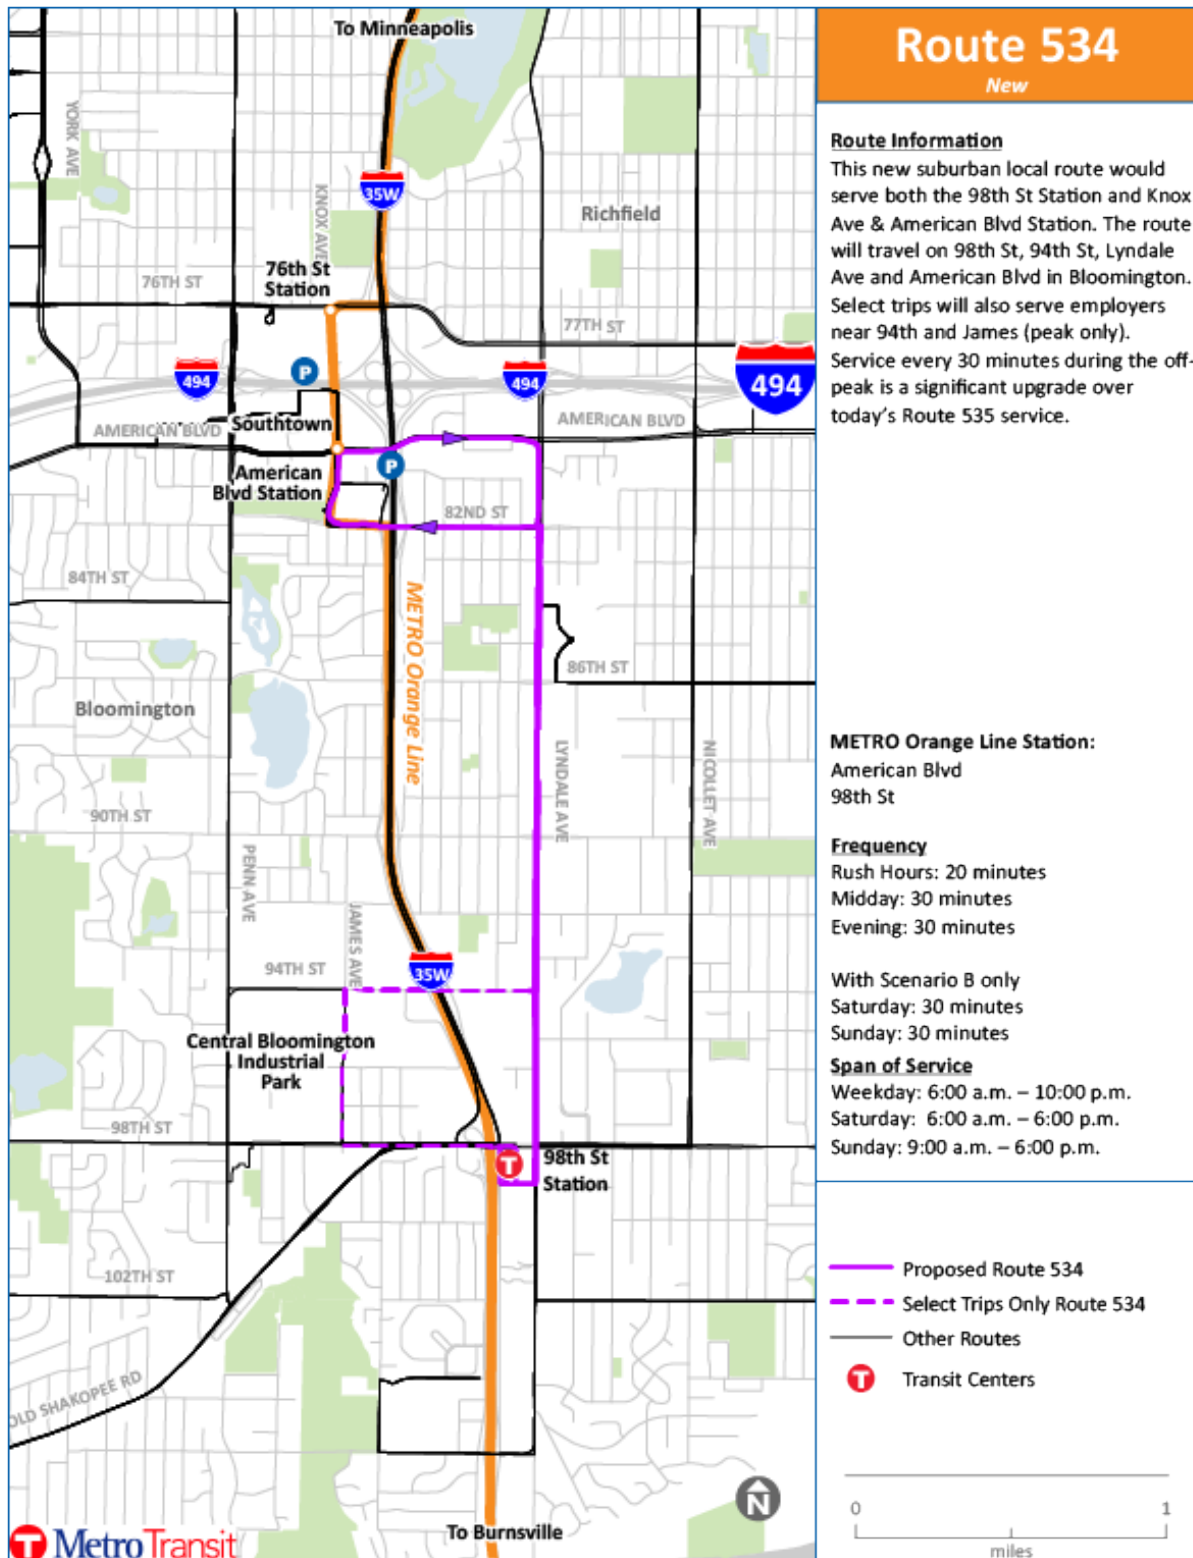 To Minneapolis
YORK AVE
35W
KNOX AVE
Richfield
76th St
Station
76TH ST
77TH ST
494
494
494
P
AMERICAN BLVD
AMERICAN BLVD
Southtown
P
American
Blvd Station
82ND ST
84TH ST
METRO Orange Line
86TH ST
Bloomington
LYNDALE AVE
NICOLLET AVE
90TH ST
PENN AVE
JAMES AVE
94TH ST
35W
Central Bloomington
Industrial
Park
98TH ST
T
98th St
Station
102TH ST
OLD SHAKOPEE RD
N
To Burnsville
T MetroTransit
Route 534
New
Route Information
This new suburban local route would
serve both the 98th St Station and Knox
Ave & American Blvd Station. The route
will travel on 98th St, 94th St, Lyndale
Ave and American Blvd in Bloomington.
Select trips will also serve employers
near 94th and James (peak only).
Service every 30 minutes during the off-
peak is a significant upgrade over
today's Route 535 service.
METRO Orange Line Station:
American Blvd
98th St
Frequency
Rush Hours: 20 minutes
Midday: 30 minutes
Evening: 30 minutes
With Scenario B only
Saturday: 30 minutes
Sunday: 30 minutes
Span of Service
Weekday: 6:00 a.m. – 10:00 p.m.
Saturday: 6:00 a.m. – 6:00 p.m.
Sunday: 9:00 a.m. – 6:00 p.m.
Proposed Route 534
Select Trips Only Route 534
Other Routes
T Transit Centers
0 1
miles